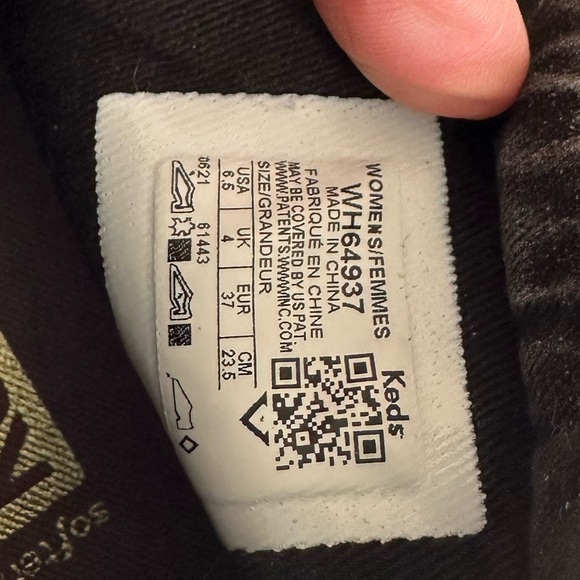 Keds
WOMENS/FEMMES
WH64937
MADE IN CHINA
FABRIQUÉ EN CHINE
MAY BE COVERED BY US PAT.
WWW.PATENTS.WWWINC.COM
SIZE/GRANDEUR
USA UK EUR CM
6.5 4 37 23.5
0621 61443